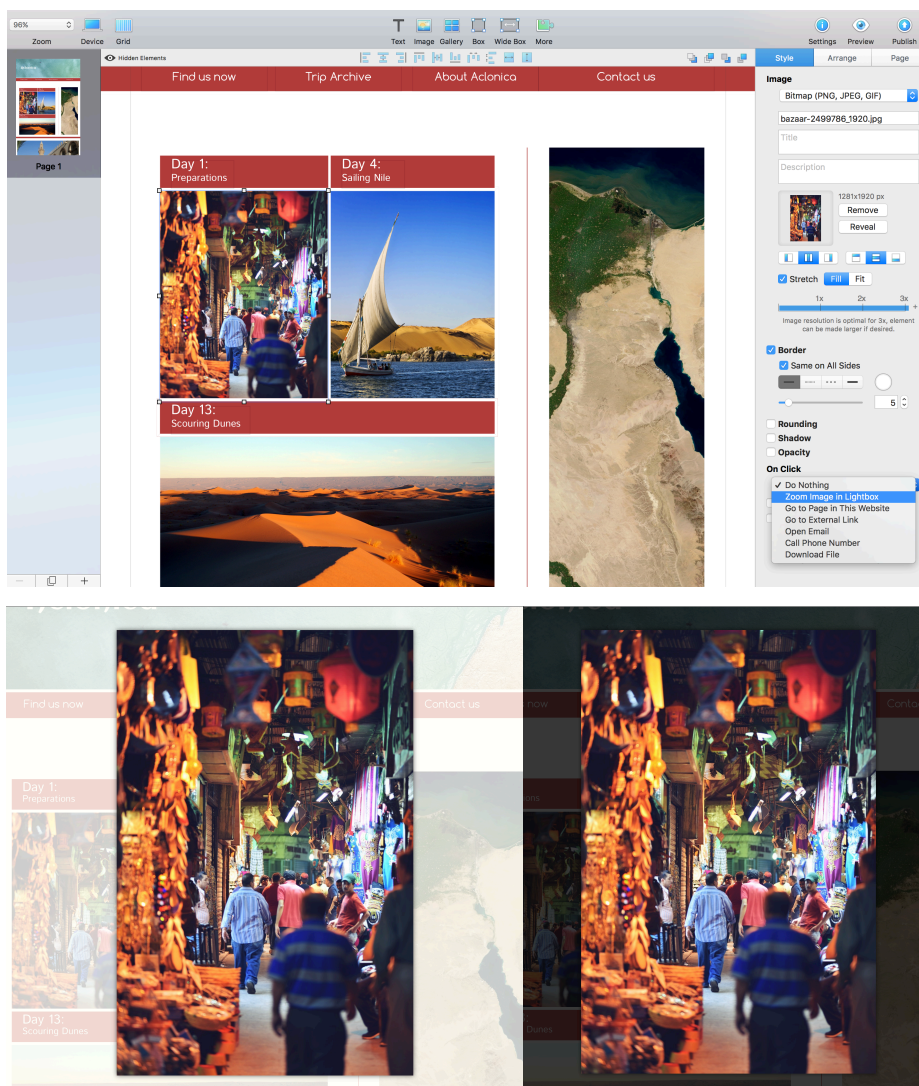 96%
Zoom Device Grid Text Image Gallery Box Wide Box More Settings Preview Publish
Hidden Elements
Style Arrange Page
Page 1
Find us now Trip Archive About Aclonica Contact us
Day 1:
Preparations
Day 4:
Sailing Nile
Day 13:
Scouring Dunes
Image
Bitmap (PNG, JPEG, GIF)
bazaar-2499786_1920.jpg
Title
Description
1281x1920 px
Remove
Reveal
Stretch Fill Fit
1x 2x 3x
+
Image resolution is optimal for 3x, element
can be made larger if desired.
Border
Same on All Sides
5
Rounding
Shadow
Opacity
On Click
✓ Do Nothing
Zoom Image in Lightbox
Go to Page in This Website
Go to External Link
Open Email
Call Phone Number
Download File
Find us now Contact us
now Conta
Day 1:
Preparations
ions
Day 13:
Scouring Dunes
Dunes